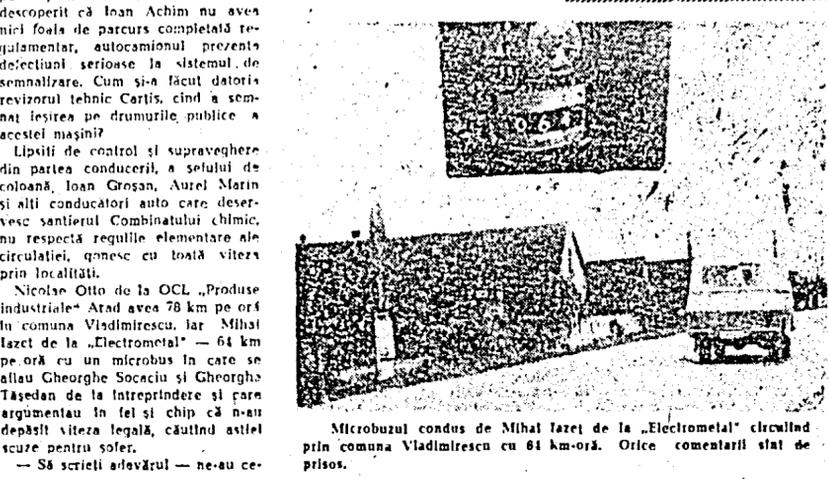 descoperit că Ioan Achim nu avea
nici foaia de parcurs completată re-
gulamentar, autocamionul prezenta
defecțiuni serioase la sistemul de
semnalizare. Cum și-a făcut datoria
revizorul tehnic Cartiș, cînd a sem-
nat ieșirea pe drumurile publice a
acestei mașini?
Lipsiți de control și supraveghere
din partea conducerii, a șefului de
coloană, Ioan Groșan, Aurel Marin
și alți conducători auto care deser-
vesc șantierul Combinatului chimic,
nu respectă regulile elementare ale
circulației, gonesc cu toată viteza
prin localități.
Nicolae Otto de la OCL „Produse
industriale" Arad avea 78 km pe oră
în comuna Vladimirescu, iar Mihai
Iazet de la „Electrometal" — 64 km
pe oră cu un microbus în care se
aflau Gheorghe Socaciu și Gheorghe
Tăședan de la întreprindere și care
argumentau în fel și chip că n-au
depășit viteza legală, căutînd astfel
scuze pentru șofer.
— Să scrieți adevărul — ne-au ce-
064
Microbuzul condus de Mihai Iazet de la „Electrometal" circulînd
prin comuna Vladimirescu cu 64 km-oră. Orice comentarii sînt de
prisos.